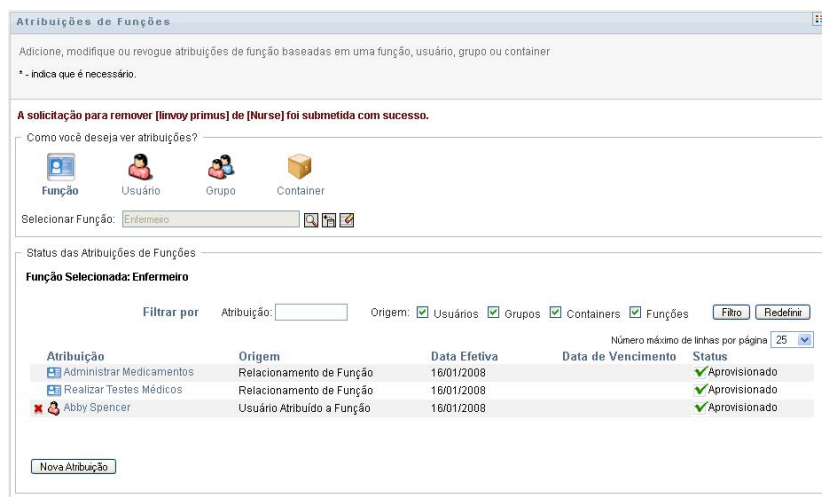 Atribuições de Funções
Adicione, modifique ou revogue atribuições de função baseadas em uma função, usuário, grupo ou container
* - indica que é necessário.
A solicitação para remover [linvoy primus] de [Nurse] foi submetida com sucesso.
Como você deseja ver atribuições?
Função Usuário Grupo Container
Selecionar Função: Enfermeiro
Status das Atribuições de Funções
Função Selecionada: Enfermeiro
Filtrar por Atribuição: Origem: Usuários Grupos Containers Funções Filtro Redefinir
Número máximo de linhas por página 25
Atribuição Origem Data Efetiva Data de Vencimento Status
Administrar Medicamentos Relacionamento de Função 16/01/2008 Aprovisionado
Realizar Testes Médicos Relacionamento de Função 16/01/2008 Aprovisionado
Abby Spencer Usuário Atribuído a Função 16/01/2008 Aprovisionado
Nova Atribuição